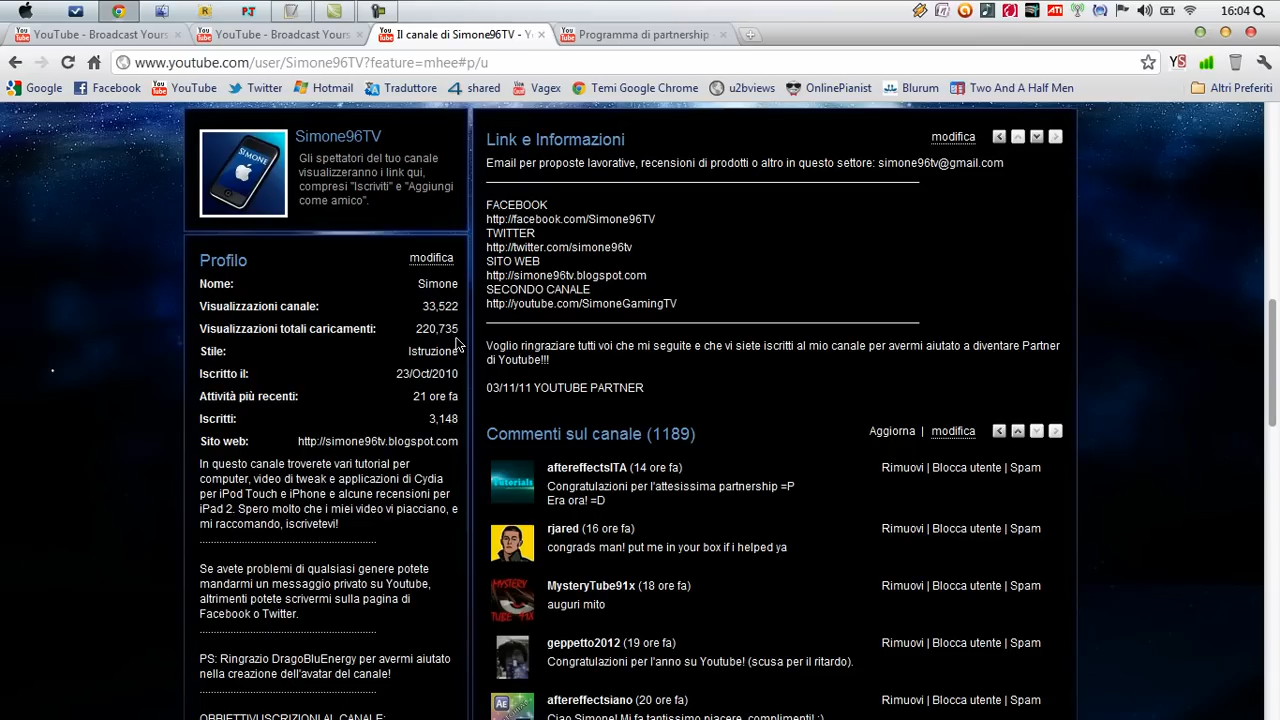 16:04
YouTube - Broadcast Yours
YouTube - Broadcast Yours
Il canale di Simone96TV - Y
Programma di partnership
www.youtube.com/user/Simone96TV?feature=mhee#p/u
Google
Facebook
YouTube
Twitter
Hotmail
Traduttore
shared
Vagex
Temi Google Chrome
u2bviews
OnlinePianist
Blurum
Two And A Half Men
Altri Preferiti
Simone96TV
Gli spettatori del tuo canale
visualizzeranno i link qui,
compresi "Iscriviti" e "Aggiungi
come amico".
Profilo
modifica
Nome: Simone
Visualizzazioni canale: 33,522
Visualizzazioni totali caricamenti: 220,735
Stile: Istruzione
Iscritto il: 23/Oct/2010
Attività più recenti: 21 ore fa
Iscritti: 3,148
Sito web: http://simone96tv.blogspot.com
In questo canale troverete vari tutorial per
computer, video di tweak e applicazioni di Cydia
per iPod Touch e iPhone e alcune recensioni per
iPad 2. Spero molto che i miei video vi piacciano, e
mi raccomando, iscrivetevi!
Se avete problemi di qualsiasi genere potete
mandarmi un messaggio privato su Youtube,
altrimenti potete scrivermi sulla pagina di
Facebook o Twitter.
PS: Ringrazio DragoBluEnergy per avermi aiutato
nella creazione dell'avatar del canale!
OBBIETTIVI ISCRIZIONI AL CANALE:
Link e Informazioni
modifica
Email per proposte lavorative, recensioni di prodotti o altro in questo settore: simone96tv@gmail.com
FACEBOOK
http://facebook.com/Simone96TV
TWITTER
http://twitter.com/simone96tv
SITO WEB
http://simone96tv.blogspot.com
SECONDO CANALE
http://youtube.com/SimoneGamingTV
Voglio ringraziare tutti voi che mi seguite e che vi siete iscritti al mio canale per avermi aiutato a diventare Partner
di Youtube!!!
03/11/11 YOUTUBE PARTNER
Commenti sul canale (1189)
Aggiorna | modifica
aftereffectsITA (14 ore fa)
Rimuovi | Blocca utente | Spam
Congratulazioni per l'attesissima partnership =P
Era ora! =D
rjared (16 ore fa)
Rimuovi | Blocca utente | Spam
congrads man! put me in your box if i helped ya
MysteryTube91x (18 ore fa)
Rimuovi | Blocca utente | Spam
auguri mito
geppetto2012 (19 ore fa)
Rimuovi | Blocca utente | Spam
Congratulazioni per l'anno su Youtube! (scusa per il ritardo).
aftereffectsiano (20 ore fa)
Rimuovi | Blocca utente | Spam
Ciao Simone! Mi fa tantissimo piacere, complimenti! :)